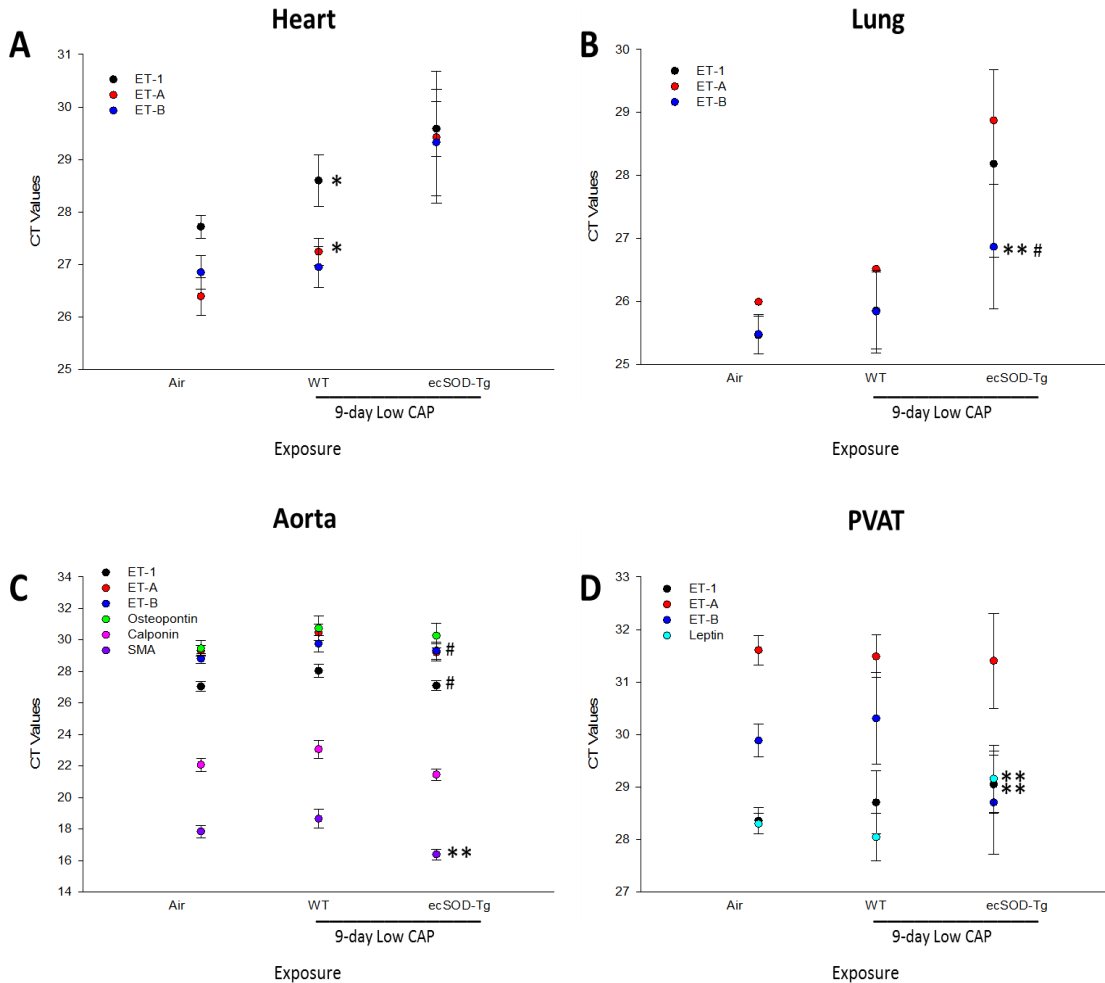 Heart
A
31
30
29
28
27
26
25
CT Values
ET-1
ET-A
ET-B
*
*
Air
WT
ecSOD-Tg
9-day Low CAP
Exposure
Lung
B
30
29
28
27
26
25
CT Values
ET-1
ET-A
ET-B
** #
Air
WT
ecSOD-Tg
9-day Low CAP
Exposure
Aorta
C
34
32
30
28
26
24
22
20
18
16
14
CT Values
ET-1
ET-A
ET-B
Osteopontin
Calponin
SMA
#
#
**
Air
WT
ecSOD-Tg
9-day Low CAP
Exposure
PVAT
D
33
32
31
30
29
28
27
CT Values
ET-1
ET-A
ET-B
Leptin
**
**
Air
WT
ecSOD-Tg
9-day Low CAP
Exposure